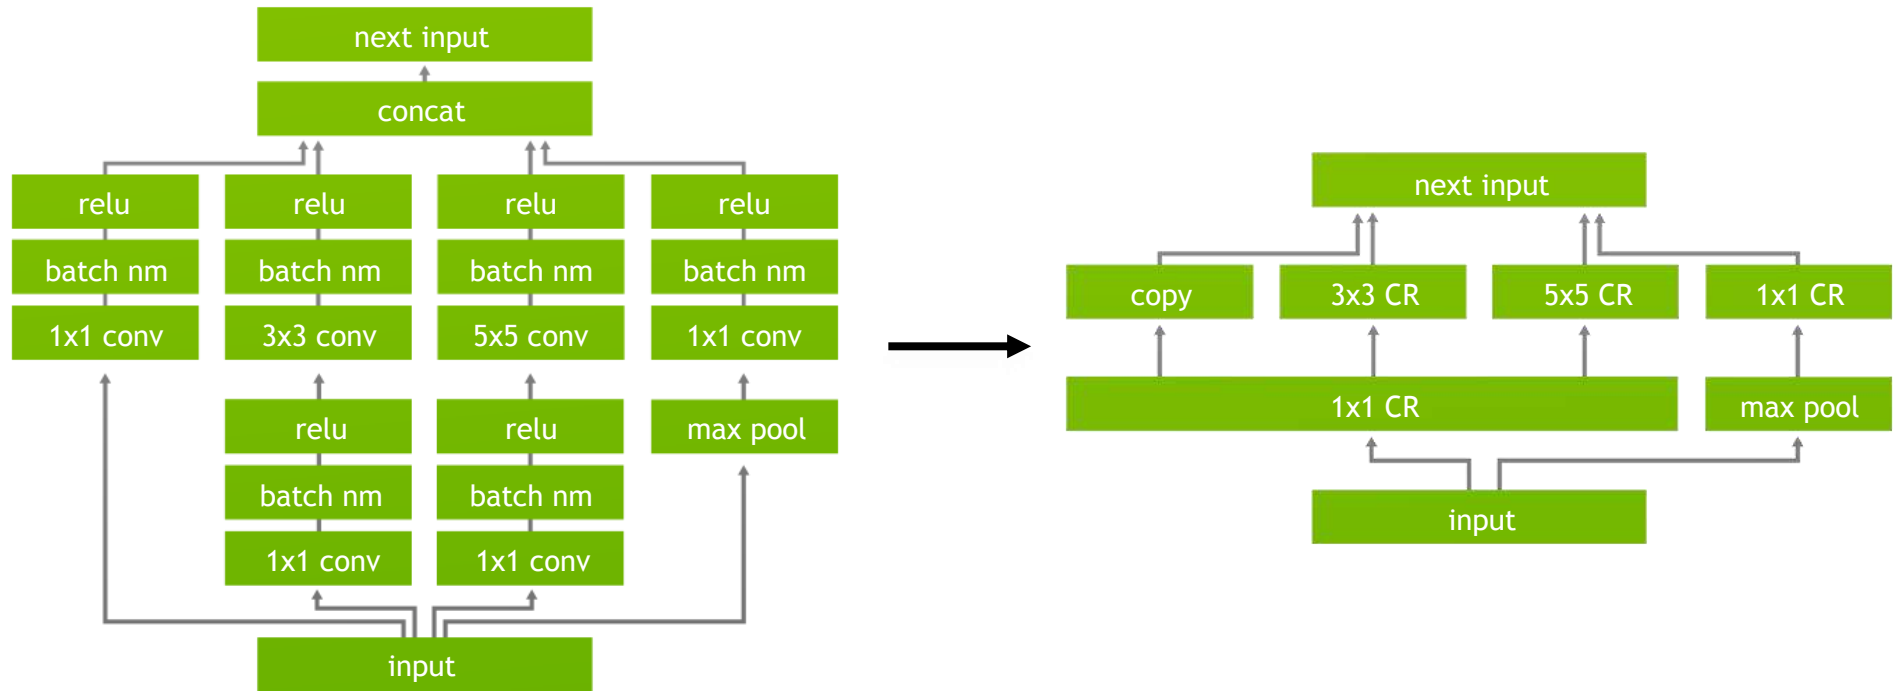 next input
concat
relu
relu
relu
relu
batch nm
batch nm
batch nm
batch nm
1x1 conv
3x3 conv
5x5 conv
1x1 conv
relu
relu
max pool
batch nm
batch nm
1x1 conv
1x1 conv
input
next input
copy
3x3 CR
5x5 CR
1x1 CR
1x1 CR
max pool
input